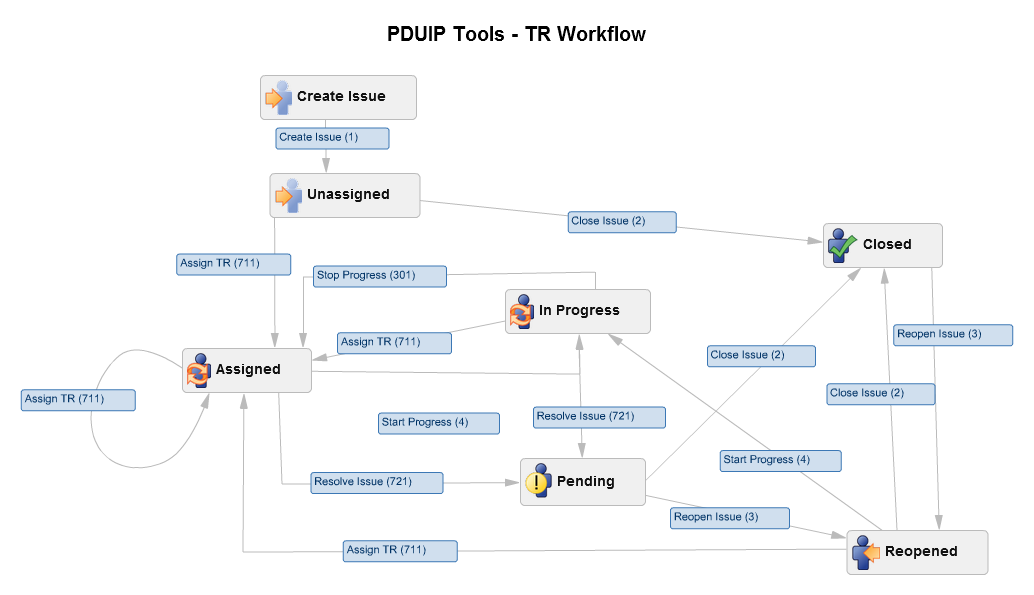 PDUIP Tools - TR Workflow
Create Issue
Create Issue (1)
Unassigned
Close Issue (2)
Closed
Assign TR (711)
Stop Progress (301)
In Progress
Reopen Issue (3)
Assign TR (711)
Close Issue (2)
Assigned
Assign TR (711)
Close Issue (2)
Start Progress (4)
Resolve Issue (721)
Start Progress (4)
Resolve Issue (721)
Pending
Reopen Issue (3)
Assign TR (711)
Reopened